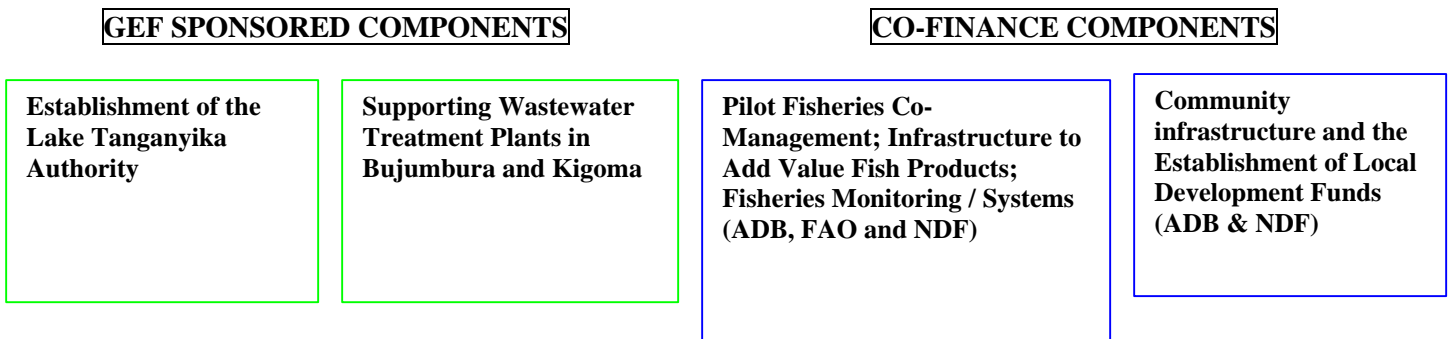 GEF SPONSORED COMPONENTS
CO-FINANCE COMPONENTS
Establishment of the
Lake Tanganyika
Authority
Supporting Wastewater
Treatment Plants in
Bujumbura and Kigoma
Pilot Fisheries Co-
Management; Infrastructure to
Add Value Fish Products;
Fisheries Monitoring / Systems
(ADB, FAO and NDF)
Community
infrastructure and the
Establishment of Local
Development Funds
(ADB & NDF)